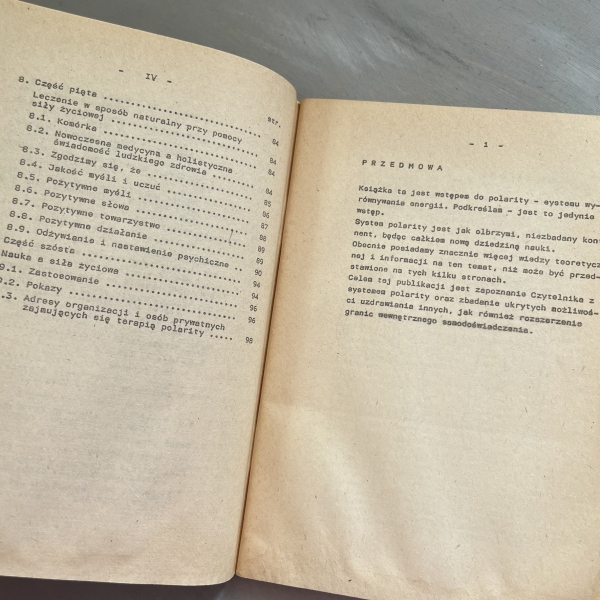 - IV -
str.
8. Część piąta
Leczenie w sposób naturalny przy pomocy
siły życiowej ..................... 84
8.1. Komórka ..................... 84
8.2. Nowoczesna medycyna a holistyczna
świadomość ludzkiego zdrowia ........ 84
8.3. Zgodzimy się, że ..................... 84
8.4. Jakość myśli i uczuć ..................... 85
8.5. Pozytywne myśli ..................... 86
8.6. Pozytywne słowa ..................... 87
8.7. Pozytywne towarzystwo ..................... 88
8.8. Pozytywne działanie ..................... 89
8.9. Odżywianie i nastawienie psychiczne .. 89
Część szósta ..................... 90
Nauka a siła życiowa ..................... 94
9.1. Zastosowanie ..................... 94
.2. Pokazy ..................... 96
.3. Adresy organizacji i osób prywatnych 96
zajmujących się terapią polarity ..... 98
- 1 -
PRZEDMOWA
Książka ta jest wstępem do polarity - systemu wy-
równywania energii. Podkreślam - jest to jedynie
wstęp.
System polarity jest jak olbrzymi, niezbadany kon
nent, będąc całkiem nową dziedziną nauki.
Obecnie posiadamy znacznie więcej wiedzy teoretycz
nej i informacji na ten temat, niż może być przed-
stawione na tych kilku stronach.
Celem tej publikacji jest zapoznanie Czytelnika z
systemem polarity oraz zbadanie ukrytych możliwoś-
ci uzdrawiania innych, jak również rozszerzenie
granic wewnętrznego samodoświadczenia.